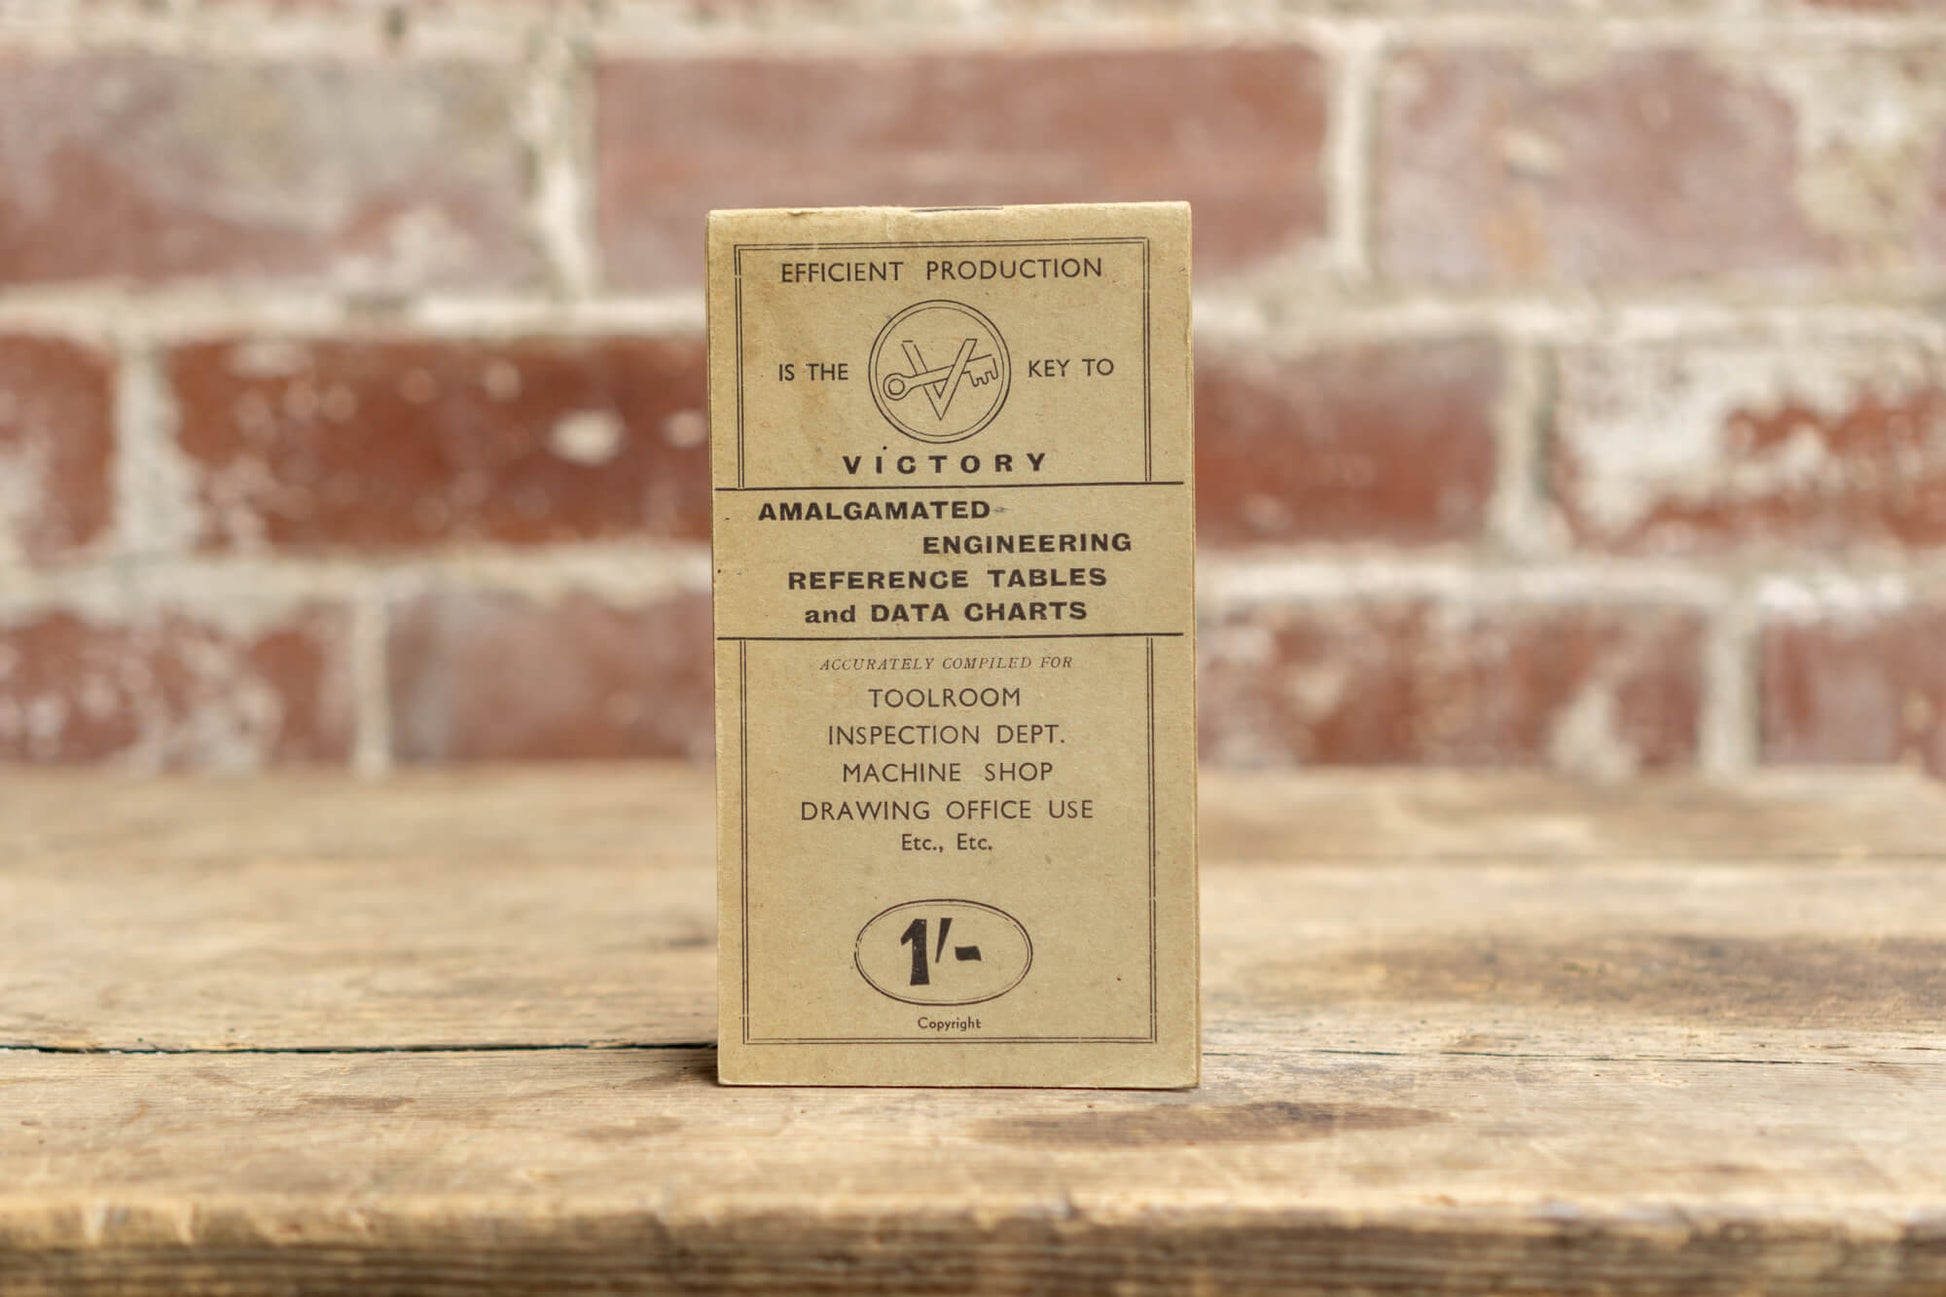 EFFICIENT PRODUCTION
IS THE V KEY TO
VICTORY
AMALGAMATED
ENGINEERING
REFERENCE TABLES
and DATA CHARTS
ACCURATELY COMPILED FOR
TOOLROOM
INSPECTION DEPT.
MACHINE SHOP
DRAWING OFFICE USE
Etc., Etc.
1/-
Copyright